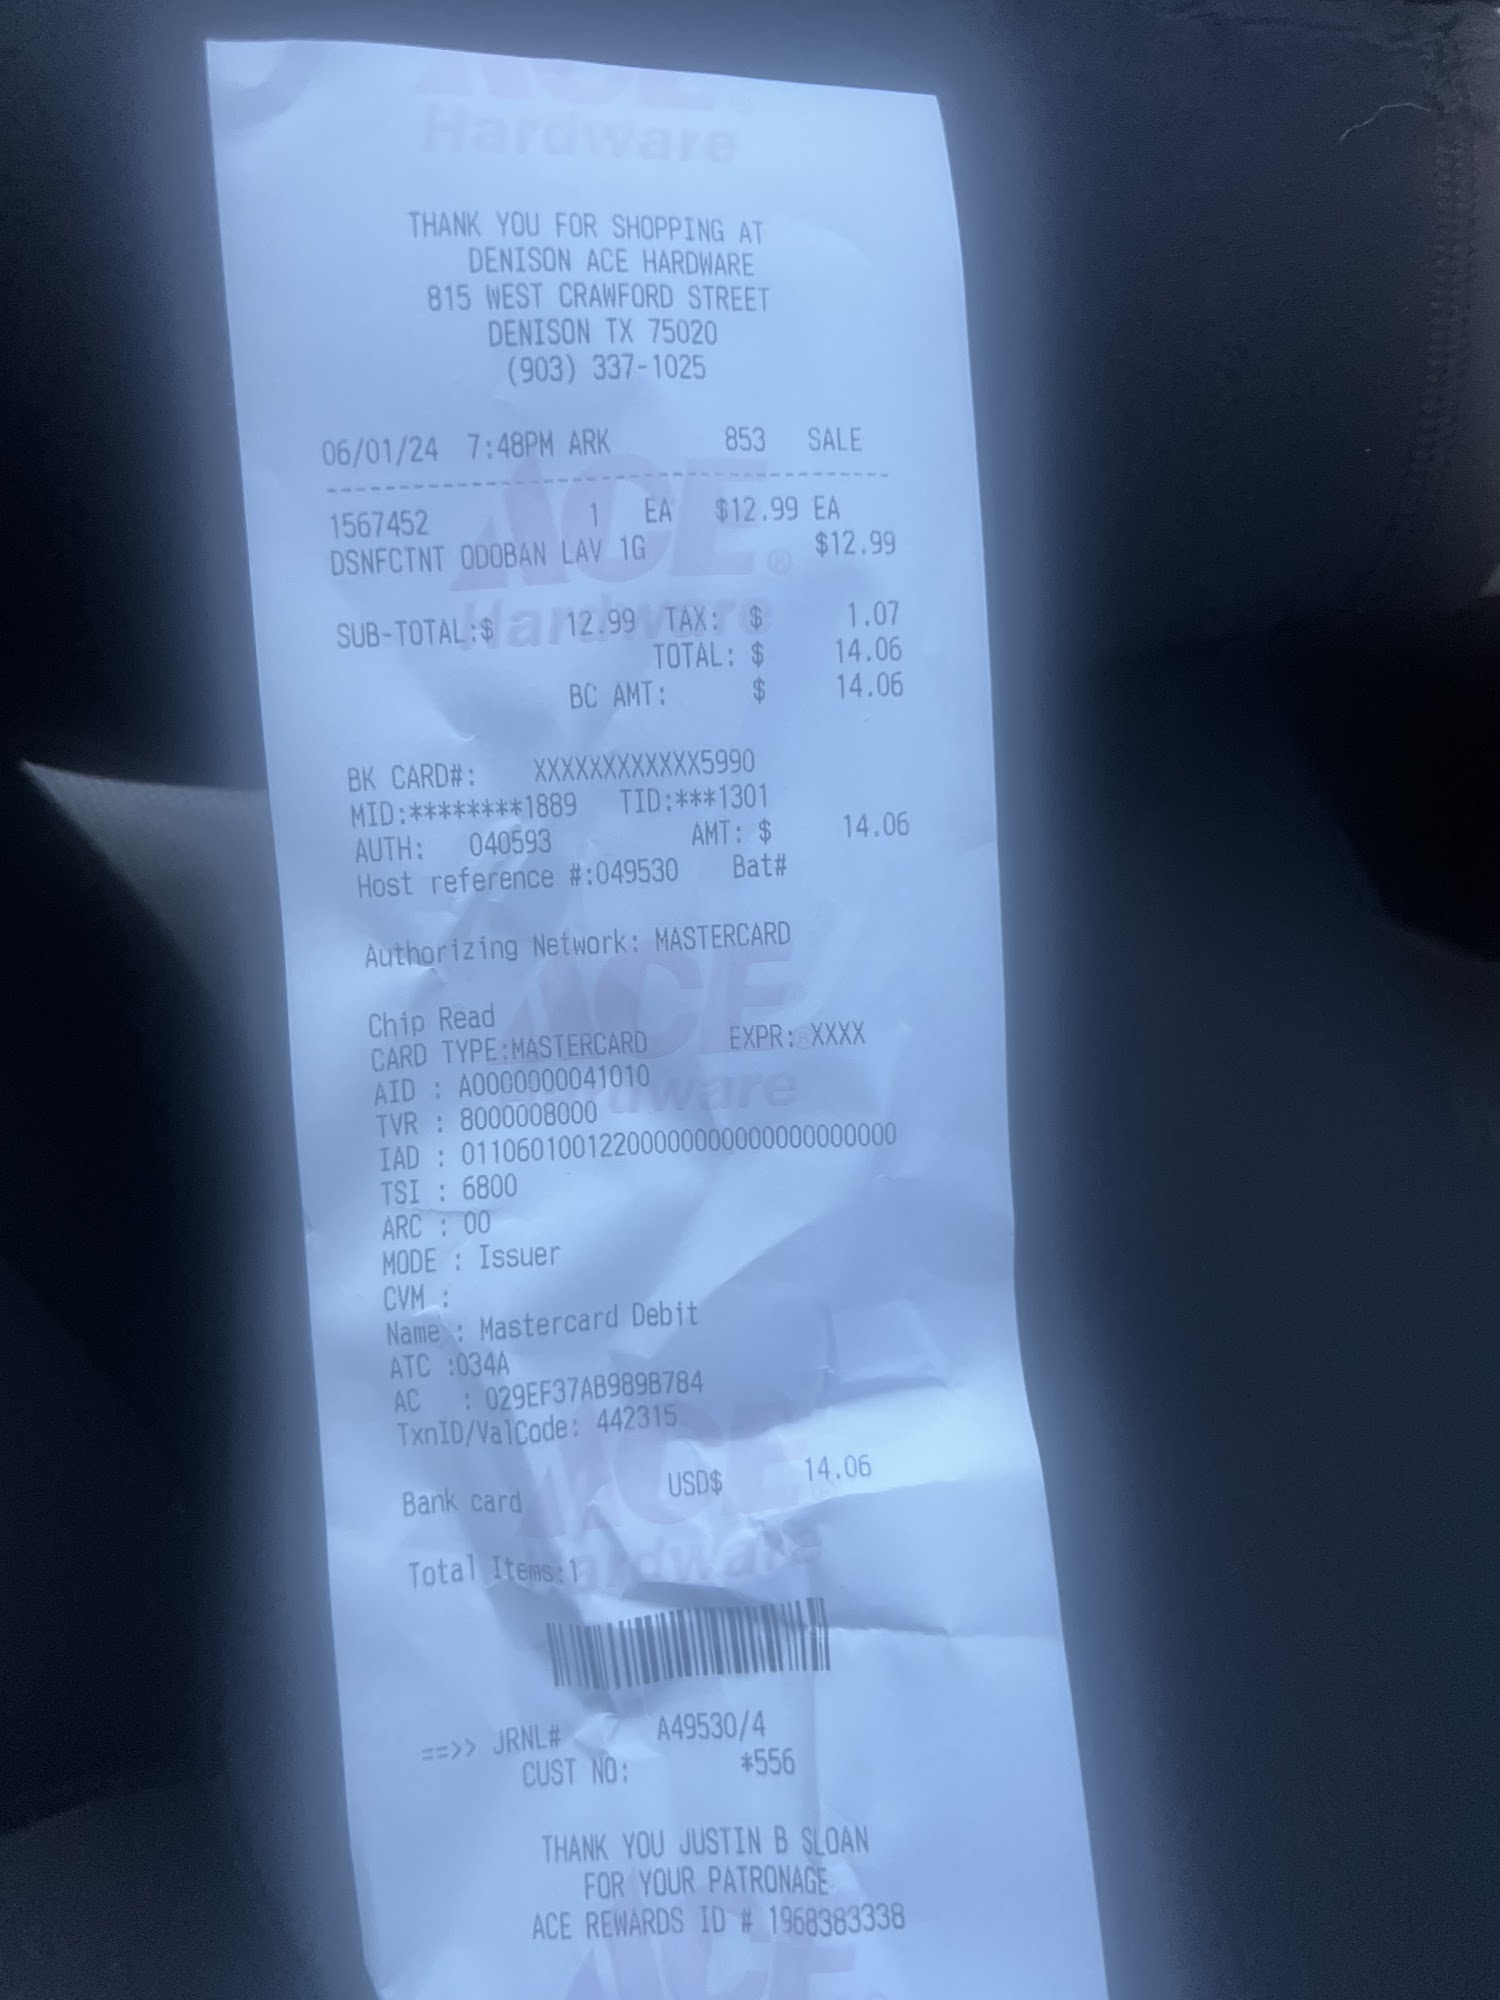 ACE
Hardware
THANK YOU FOR SHOPPING AT
DENISON ACE HARDWARE
815 WEST CRAWFORD STREET
DENISON TX 75020
(903) 337-1025
06/01/24 7:48PM ARK 853 SALE
1567452 1 EA $12.99 EA
DSNFCTNT ODOBAN LAV 1G $12.99
SUB-TOTAL:$ 12.99 TAX: $ 1.07
TOTAL: $ 14.06
BC AMT: $ 14.06
BK CARD#: XXXXXXXXXXXX5990
MID:********1889 TID:***1301
AUTH: 040593 AMT: $ 14.06
Host reference #:049530 Bat#
Authorizing Network: MASTERCARD
Chip Read
CARD TYPE:MASTERCARD EXPR: XXXX
AID : A0000000041010
TVR : 8000008000
IAD : 0110601001220000000000000000000000
TSI : 6800
ARC : 00
MODE : Issuer
CVM :
Name : Mastercard Debit
ATC :034A
AC : 029EF37AB989B784
TxnID/ValCode: 442315
Bank card USD$ 14.06
Total Items:1
==>> JRNL# A49530/4
CUST NO: *556
THANK YOU JUSTIN B SLOAN
FOR YOUR PATRONAGE
ACE REWARDS ID # 1968383338
ACE